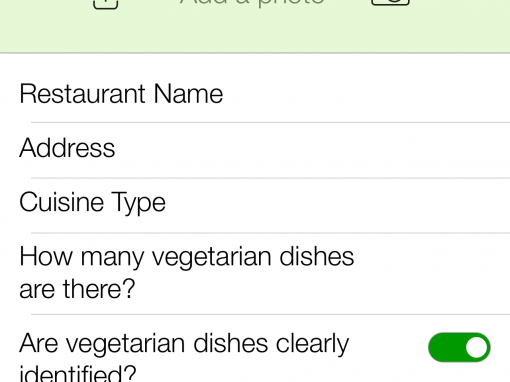 Add a photo
Restaurant Name
Address
Cuisine Type
How many vegetarian dishes
are there?
Are vegetarian dishes clearly
identified?